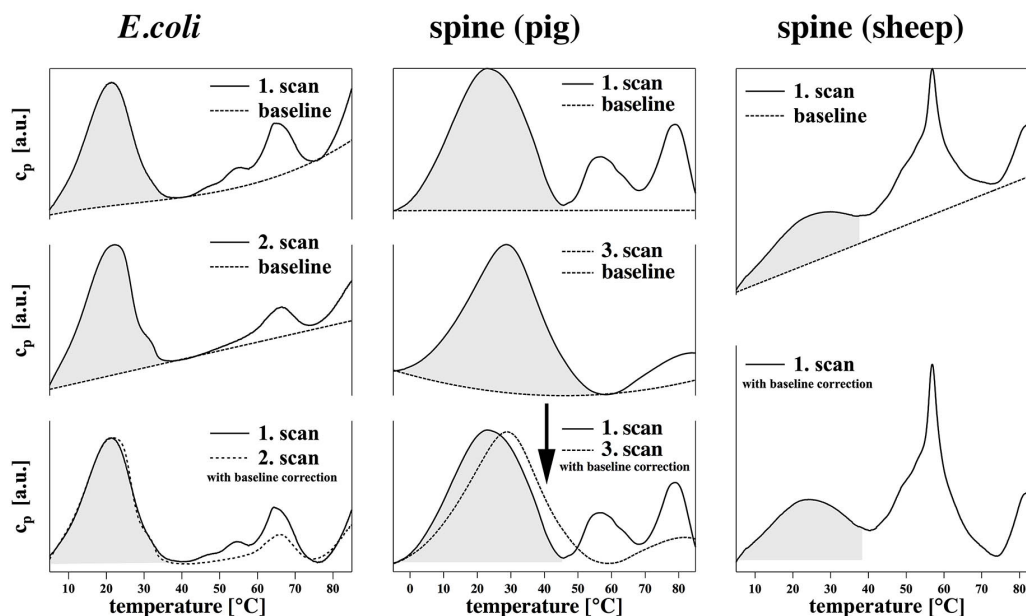 E.coli
spine (pig)
spine (sheep)
1. scan
baseline
1. scan
baseline
1. scan
baseline
cp [a.u.]
2. scan
baseline
3. scan
baseline
cp [a.u.]
1. scan
with baseline correction
1. scan
2. scan
with baseline correction
1. scan
3. scan
with baseline correction
cp [a.u.]
10 20 30 40 50 60 70 80
0 10 20 30 40 50 60 70 80
10 20 30 40 50 60 70 80
temperature [°C]
temperature [°C]
temperature [°C]